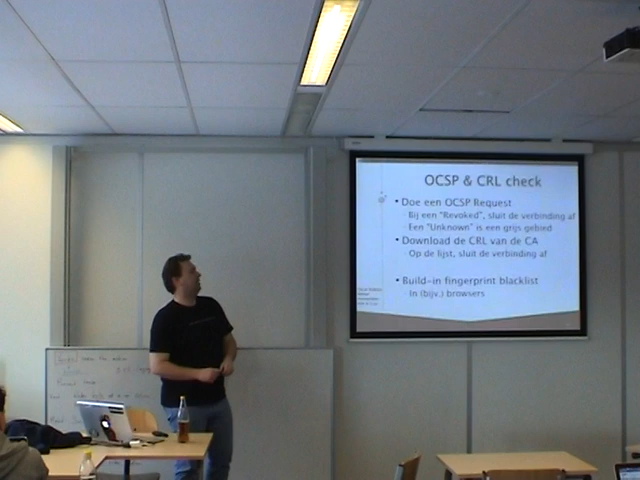 OCSP & CRL check
• Doe een OCSP Request
Bij een "Revoked", sluit de verbinding af
Een "Unknown" is een grijs gebied
• Download de CRL van de CA
Op de lijst, sluit de verbinding af
• Build-in fingerprint blacklist
In (bijv.) browsers